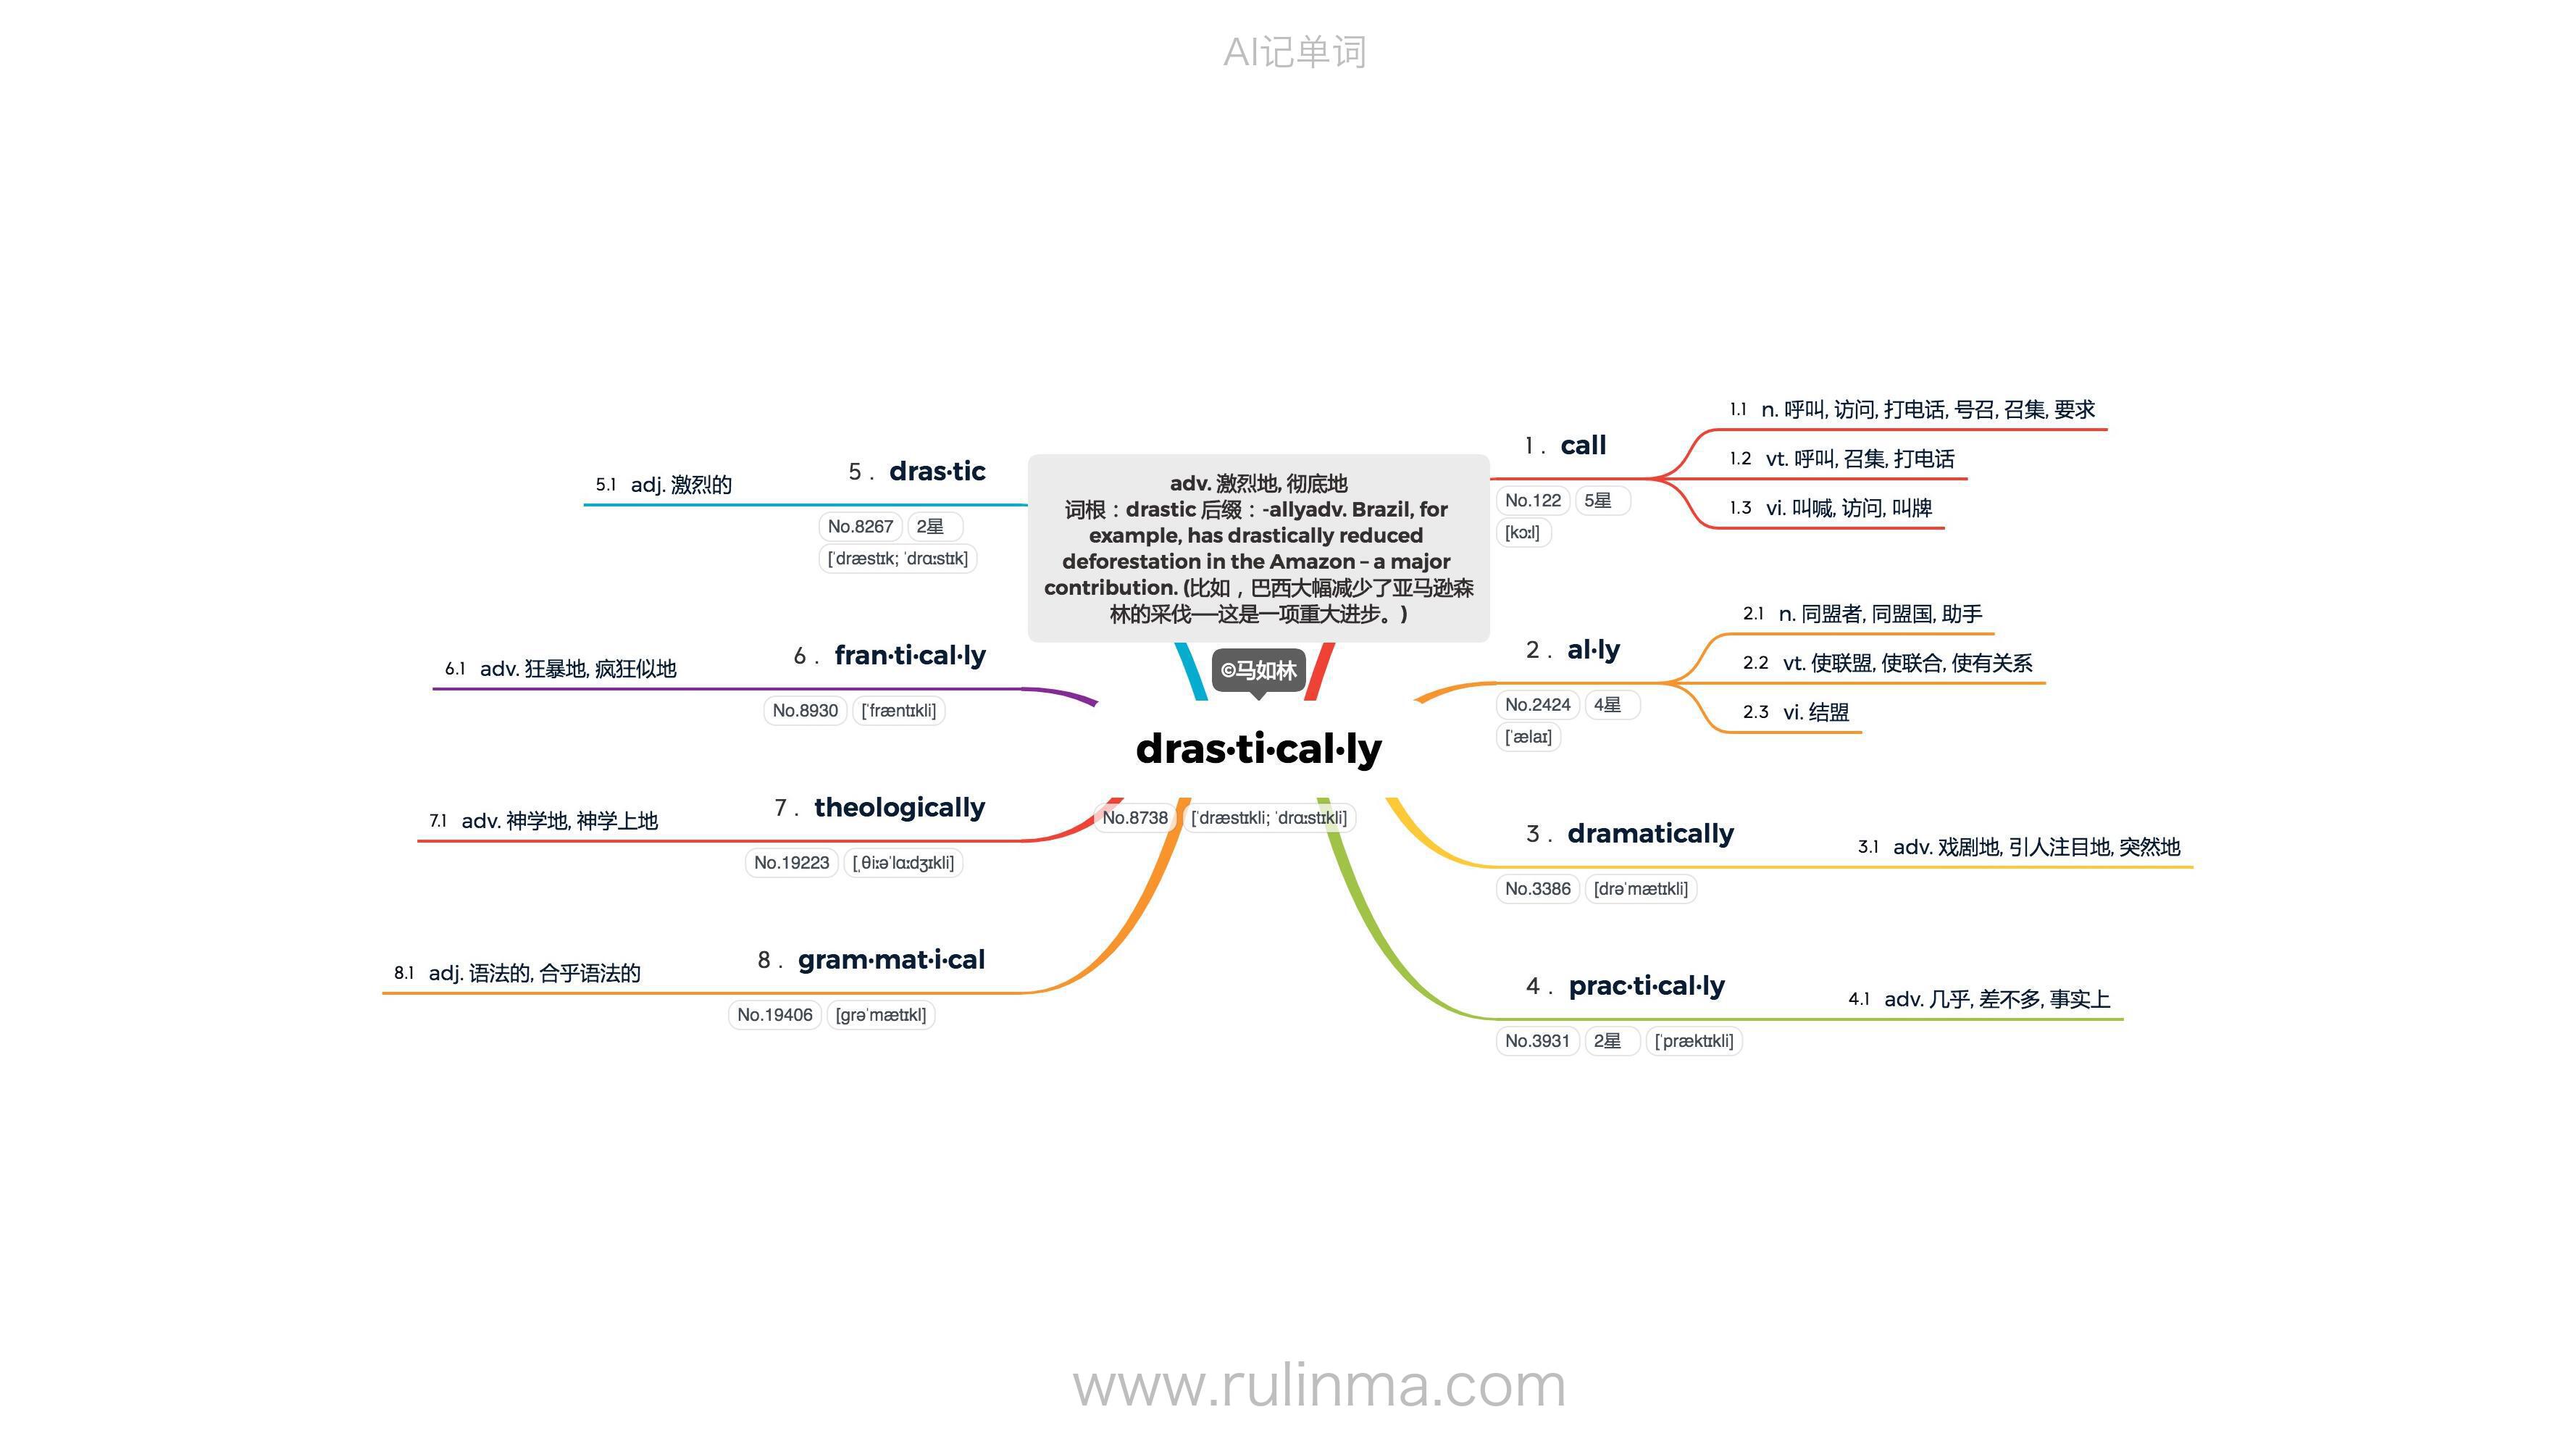 AI记单词
adv. 激烈地, 彻底地
词根：drastic 后缀：-allyadv. Brazil, for
example, has drastically reduced
deforestation in the Amazon – a major
contribution. (比如，巴西大幅减少了亚马逊森
林的采伐——这是一项重大进步。)
©马如林
dras·ti·cal·ly
No.8738 [ˈdræstɪkli; ˈdrɑːstɪkli]
1. call
No.122 5星
[kɔːl]
1.1 n. 呼叫, 访问, 打电话, 号召, 召集, 要求
1.2 vt. 呼叫, 召集, 打电话
1.3 vi. 叫喊, 访问, 叫牌
2. al·ly
No.2424 4星
[ˈælaɪ]
2.1 n. 同盟者, 同盟国, 助手
2.2 vt. 使联盟, 使联合, 使有关系
2.3 vi. 结盟
3. dramatically
No.3386 [drəˈmætɪkli]
3.1 adv. 戏剧地, 引人注目地, 突然地
4. prac·ti·cal·ly
No.3931 2星 [ˈpræktɪkli]
4.1 adv. 几乎, 差不多, 事实上
5. dras·tic
No.8267 2星
[ˈdræstɪk; ˈdrɑːstɪk]
5.1 adj. 激烈的
6. fran·ti·cal·ly
No.8930 [ˈfræntɪkli]
6.1 adv. 狂暴地, 疯狂似地
7. theologically
No.19223 [ˌθiːəˈlɑːdʒɪkli]
7.1 adv. 神学地, 神学上地
8. gram·mat·i·cal
No.19406 [grəˈmætɪkl]
8.1 adj. 语法的, 合乎语法的
www.rulinma.com